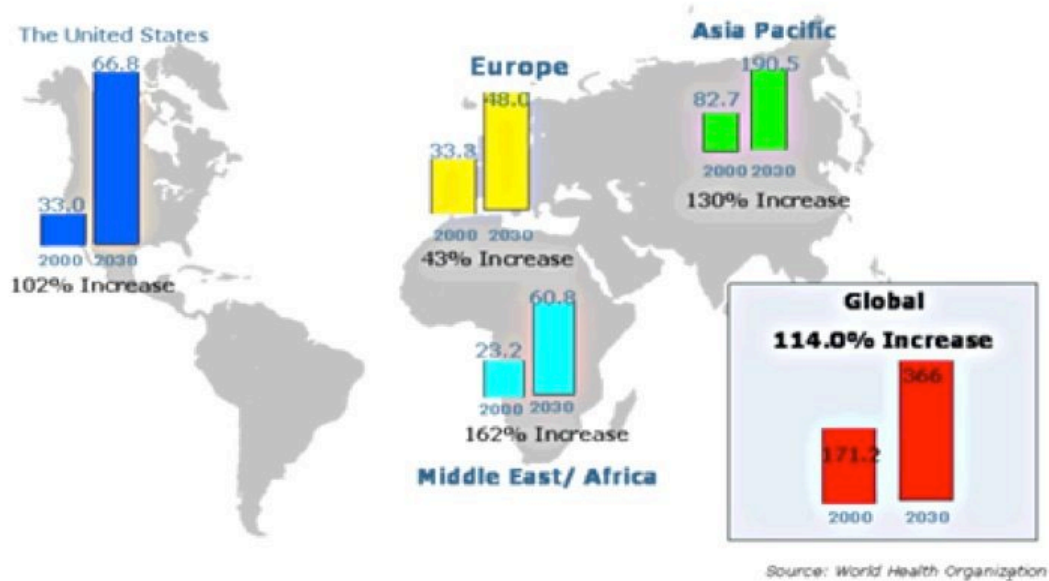 The United States
66.8
33.0
2000 2030
102% Increase
Europe
48.0
33.3
2000 2030
43% Increase
Asia Pacific
190.5
82.7
2000 2030
130% Increase
60.8
23.2
2000 2030
162% Increase
Middle East/ Africa
Global
114.0% Increase
366
171.2
2000 2030
Source: World Health Organization